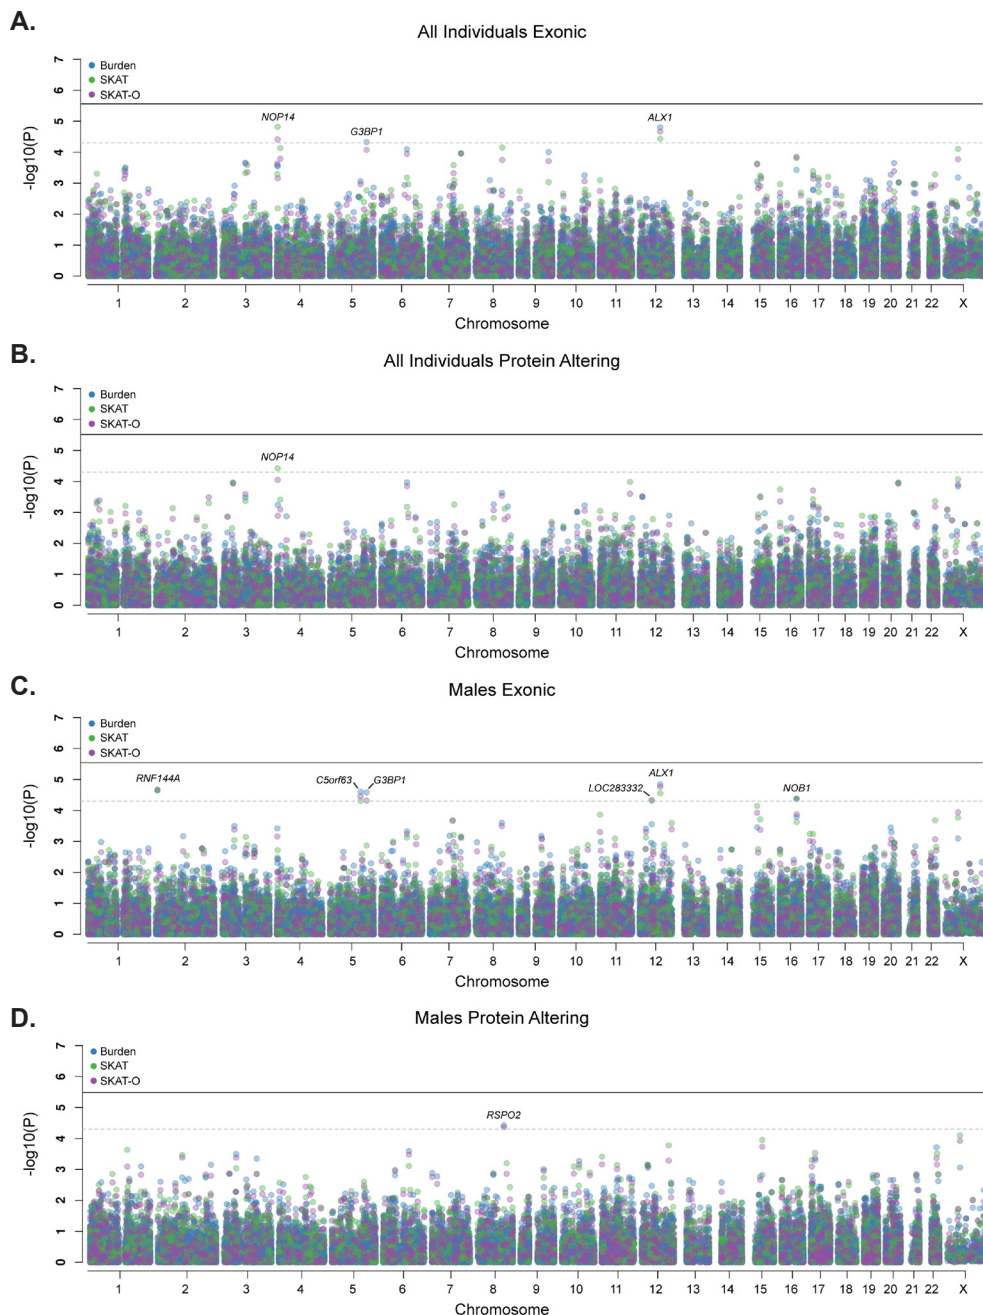 A.
All Individuals Exonic
7
6
5
4
3
2
1
0
-log10(P)
Burden
SKAT
SKAT-O
NOP14
G3BP1
ALX1
1 2 3 4 5 6 7 8 9 10 11 12 13 14 15 16 17 18 19 20 21 22 X
Chromosome
B.
All Individuals Protein Altering
7
6
5
4
3
2
1
0
-log10(P)
Burden
SKAT
SKAT-O
NOP14
1 2 3 4 5 6 7 8 9 10 11 12 13 14 15 16 17 18 19 20 21 22 X
Chromosome
C.
Males Exonic
7
6
5
4
3
2
1
0
-log10(P)
Burden
SKAT
SKAT-O
RNF144A
C5orf63
G3BP1
LOC283332
ALX1
NOB1
1 2 3 4 5 6 7 8 9 10 11 12 13 14 15 16 17 18 19 20 21 22 X
Chromosome
D.
Males Protein Altering
7
6
5
4
3
2
1
0
-log10(P)
Burden
SKAT
SKAT-O
RSPO2
1 2 3 4 5 6 7 8 9 10 11 12 13 14 15 16 17 18 19 20 21 22 X
Chromosome